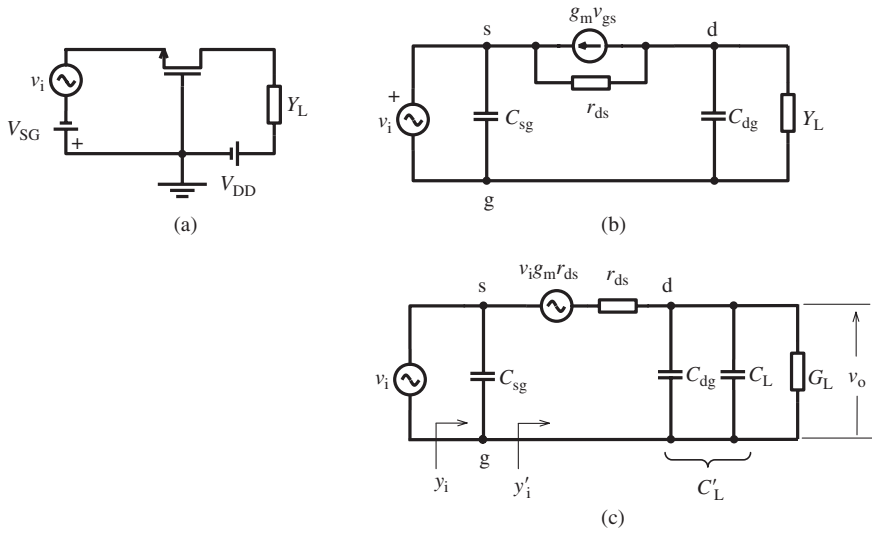 v_i
V_SG
+
Y_L
V_DD
(a)
g_m v_gs
s
d
r_ds
+
v_i
C_sg
C_dg
Y_L
g
(b)
v_i g_m r_ds
r_ds
s
d
v_i
C_sg
C_dg
C_L
G_L
v_o
g
y_i
y′_i
C′_L
(c)